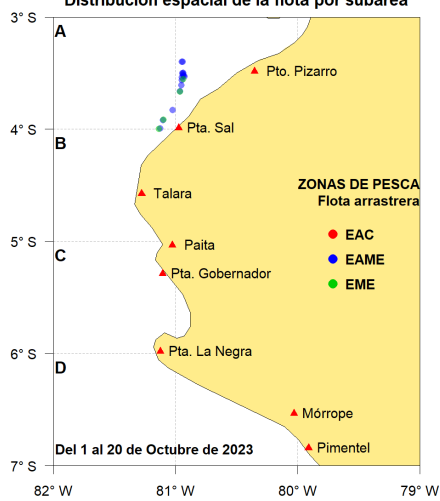 Distribución espacial de la flota por subárea
3° S
A
Pto. Pizarro
4° S
Pta. Sal
B
ZONAS DE PESCA
Talara
Flota arrastrera
EAC
5° S
Paita
C
EAME
Pta. Gobernador
EME
6° S
Pta. La Negra
D
Mórrope
Del 1 al 20 de Octubre de 2023
Pimentel
7° S
82° W
81° W
80° W
79° W